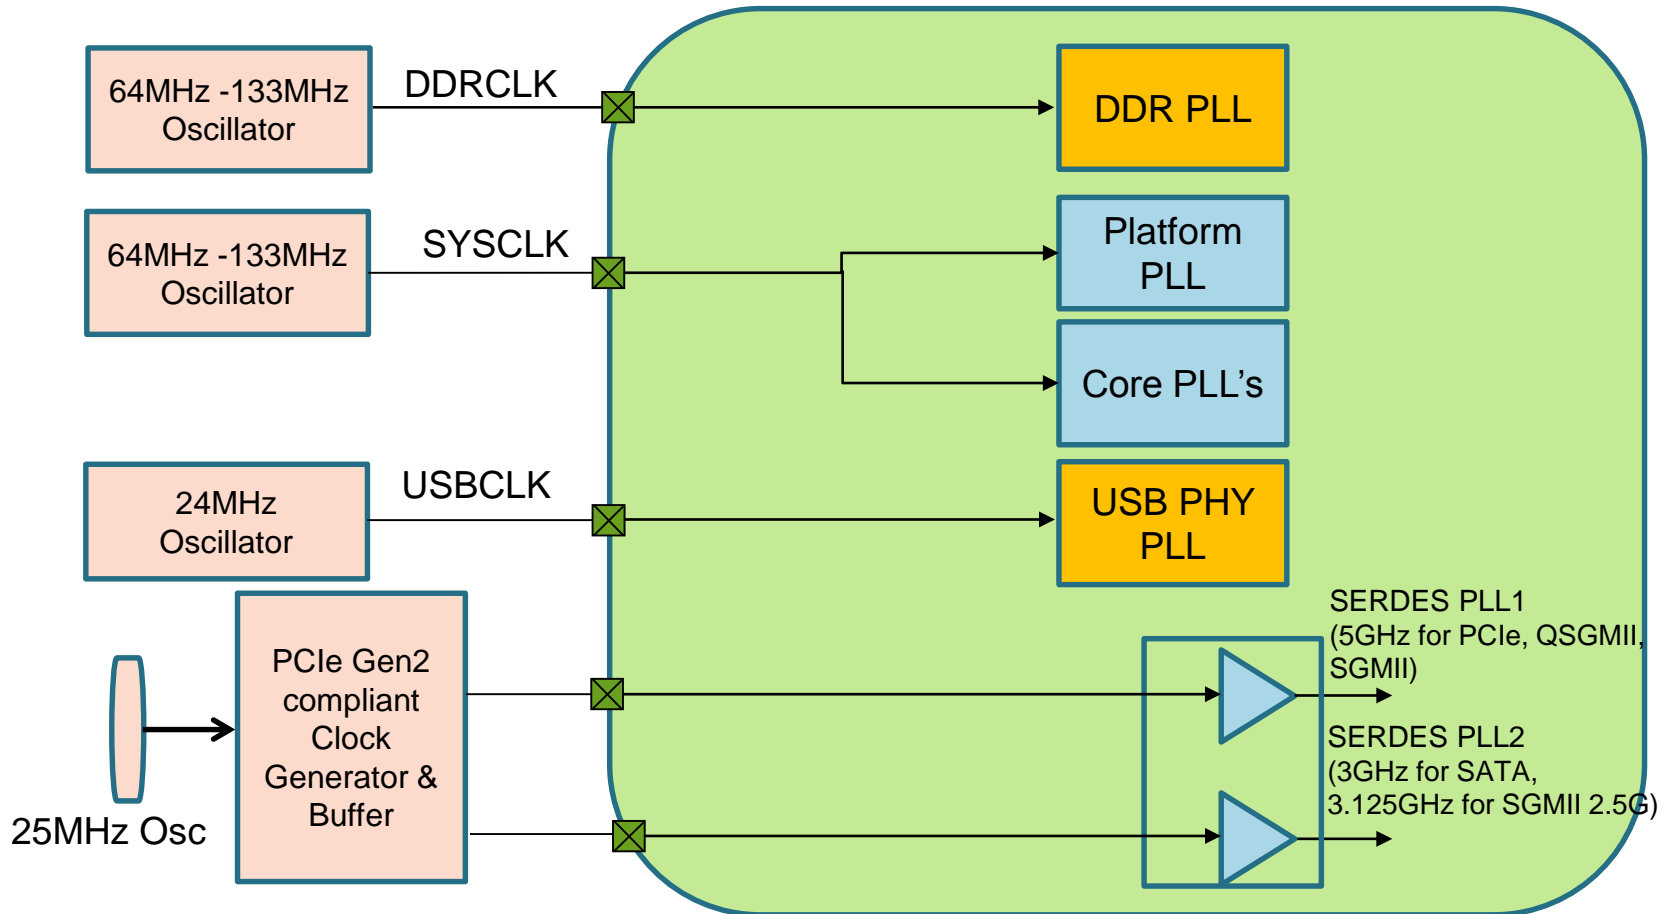 64MHz -133MHz
Oscillator
DDRCLK
DDR PLL
64MHz -133MHz
Oscillator
SYSCLK
Platform
PLL
Core PLL's
24MHz
Oscillator
USBCLK
USB PHY
PLL
25MHz Osc
PCIe Gen2
compliant
Clock
Generator &
Buffer
SERDES PLL1
(5GHz for PCIe, QSGMII,
SGMII)
SERDES PLL2
(3GHz for SATA,
3.125GHz for SGMII 2.5G)